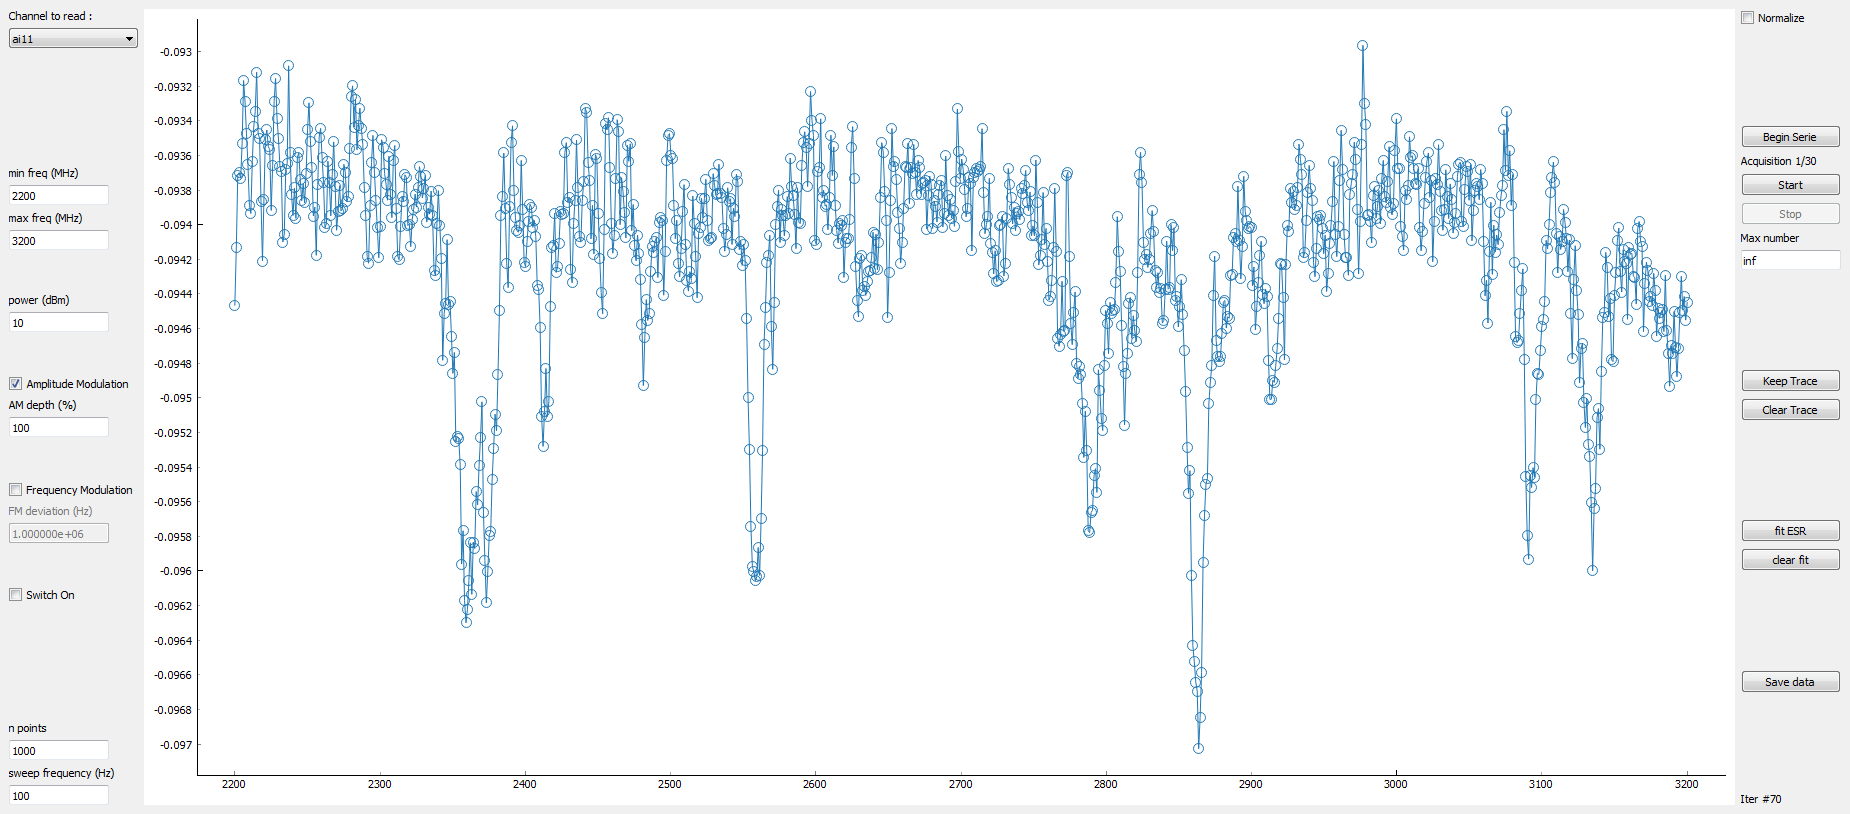 Channel to read :
ai11
min freq (MHz)
2200
max freq (MHz)
3200
power (dBm)
10
Amplitude Modulation
AM depth (%)
100
Frequency Modulation
FM deviation (Hz)
1.000000e+06
Switch On
n points
1000
sweep frequency (Hz)
100
-0.093
-0.0932
-0.0934
-0.0936
-0.0938
-0.094
-0.0942
-0.0944
-0.0946
-0.0948
-0.095
-0.0952
-0.0954
-0.0956
-0.0958
-0.096
-0.0962
-0.0964
-0.0966
-0.0968
-0.097
2200 2300 2400 2500 2600 2700 2800 2900 3000 3100 3200
Normalize
Begin Serie
Acquisition 1/30
Start
Stop
Max number
inf
Keep Trace
Clear Trace
fit ESR
clear fit
Save data
Iter #70